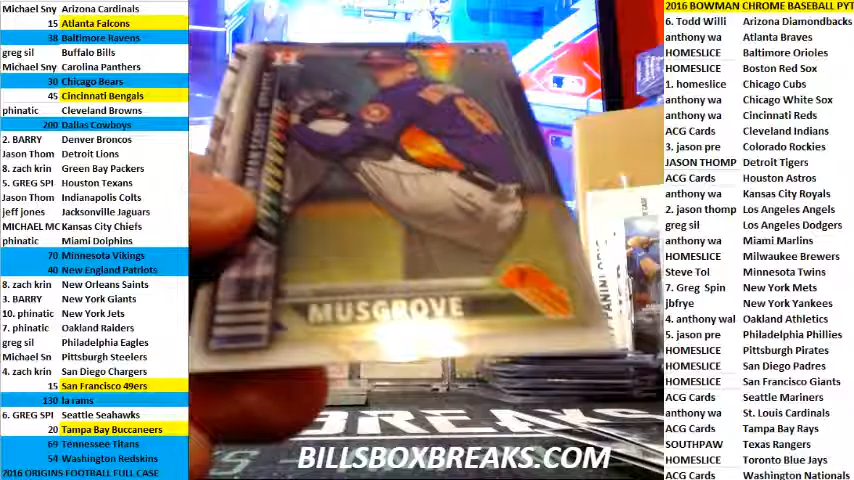 Michael Sny Arizona Cardinals
15 Atlanta Falcons
38 Baltimore Ravens
greg sil Buffalo Bills
Michael Sny Carolina Panthers
30 Chicago Bears
45 Cincinnati Bengals
phinatic Cleveland Browns
200 Dallas Cowboys
2. BARRY Denver Broncos
Jason Thom Detroit Lions
8. zach krin Green Bay Packers
5. GREG SPI Houston Texans
Jason Thom Indianapolis Colts
jeff jones Jacksonville Jaguars
MICHAEL MC Kansas City Chiefs
phinatic Miami Dolphins
70 Minnesota Vikings
40 New England Patriots
8. zach krin New Orleans Saints
3. BARRY New York Giants
10. phinatic New York Jets
7. phinatic Oakland Raiders
greg sil Philadelphia Eagles
Michael Sn Pittsburgh Steelers
4. zach krin San Diego Chargers
15 San Francisco 49ers
130 la rams
6. GREG SPI Seattle Seahawks
20 Tampa Bay Buccaneers
69 Tennessee Titans
54 Washington Redskins
2016 ORIGINS FOOTBALL FULL CASE
MUSGROVE
BREAKS
BILLSBOXBREAKS.COM
PANINI
2016 BOWMAN CHROME BASEBALL PYT
6. Todd Willi Arizona Diamondbacks
anthony wa Atlanta Braves
HOMESLICE Baltimore Orioles
HOMESLICE Boston Red Sox
1. homeslice Chicago Cubs
anthony wa Chicago White Sox
anthony wa Cincinnati Reds
ACG Cards Cleveland Indians
3. jason pre Colorado Rockies
JASON THOMP Detroit Tigers
ACG Cards Houston Astros
anthony wa Kansas City Royals
2. jason thomp Los Angeles Angels
greg sil Los Angeles Dodgers
anthony wa Miami Marlins
HOMESLICE Milwaukee Brewers
Steve Tol Minnesota Twins
7. Greg Spin New York Mets
jbfrye New York Yankees
4. anthony wal Oakland Athletics
5. jason pre Philadelphia Phillies
HOMESLICE Pittsburgh Pirates
HOMESLICE San Diego Padres
HOMESLICE San Francisco Giants
ACG Cards Seattle Mariners
anthony wa St. Louis Cardinals
ACG Cards Tampa Bay Rays
SOUTHPAW Texas Rangers
HOMESLICE Toronto Blue Jays
ACG Cards Washington Nationals